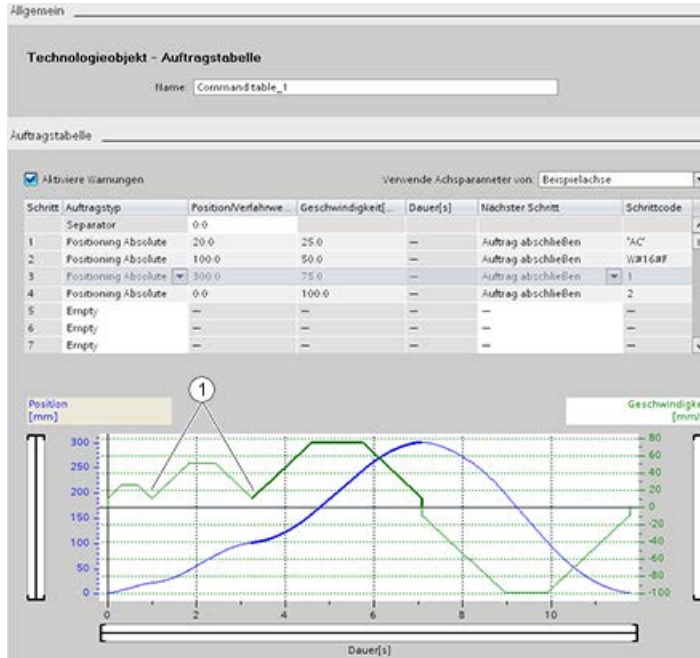 Allgemein
Technologieobjekt - Auftragstabelle
Name: Command table_1
Auftragstabelle
Aktiviere Warnungen Verwende Achsparameter von: Beispielachse
Schritt Auftragstyp Position/Verfahrwe... Geschwindigkeit[... Dauer[s] Nächster Schritt Schrittcode
Separator 0.0
1 Positioning Absolute 20.0 25.0 — Auftrag abschließen "AC"
2 Positioning Absolute 100.0 50.0 — Auftrag abschließen W#16#F
3 Positioning Absolute 300.0 75.0 — Auftrag abschließen 1
4 Positioning Absolute 0.0 100.0 — Auftrag abschließen 2
5 Empty — — — —
6 Empty — — — —
7 Empty — — — —
1
Position
[mm]
Geschwindigke
[mm/
300
250
200
150
100
50
0
80
60
40
20
0
-20
-40
-60
-80
-100
0 2 4 6 8 10
Dauer[s]